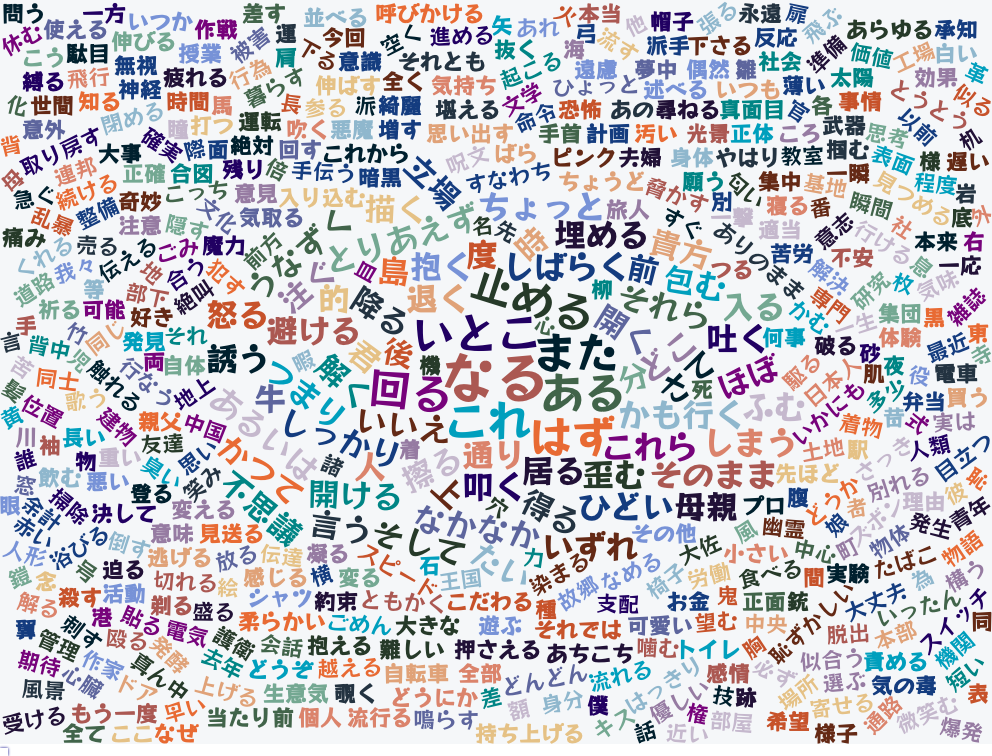 問う 一方 いつか 作戦 差す 並べる 呼びかける 矢 あれ 本当 他 帽子 張る 永遠 扉 飛ぶ あらゆる 承知
休む 使える 伸びる 授業 被害 運 下る 今回 空く 進める 抜く 弓 海 流す 派手 下さる 反応 準備 価値 工場 白い
こう 駄目 無視 肩 意識 それとも 起こる 遠慮 夢中 偶然 雛 社会 太陽 効果 革
縛る 飛行 神経 疲れる 行為 暮らす 伸ばす 全く 気持ち 文学 ひょっと 述べる いつも 薄い とうとう 似る
化 世間 知る 時間 馬 長 参る 派 綺麗 堪える 命令 恐怖 あの 尋ねる 真面目 官 各 事情 以前
背 意外 閉める 瞳 打つ 運転 吹く 悪魔 増す 思い出す 手首 計画 汚い 光景 正体 ころ 武器 思考 机
母 取り戻す 大事 確実 際 面 絶対 回す これから 呪文 ばら ピンク 夫婦 身体 やはり 教室 掴む 表面 様 遅い
急ぐ 連邦 続ける 正確 合図 残り 倍 手伝う 暗黒 立場 すなわち ちょうど 脅かす 願う 匂い 集中 基地 一瞬 見つめる 程度 岩
乱暴 整備 奇妙 こっち 文化 意見 入り込む 描く ちょっと 旅人 別 一撃 寝る 番 瞬間 社 底 外
痛み 注意 隠す 気取る うなずく とりあえず 名 先 時 埋める 貴方 すぐ ありのまま 適当 意志 行ける 息 本来 右
くれる 売る 伝える ごみ 魔力 前方 じ 皿 島 抱く 度 しばらく 前 包む つる 苦労 解決 不安 研究 枚 気味 一応
道路 我々 等 地 合う 犯す 注 的 降る 退く 止める 柳 それら 入る 専門
祈る 可能 部下 好き 絶叫 怒る 避ける いとこ 心 また 開く 吐く 何事 かむ 一生 集団 黒 雑誌
手 言 竹 同じ 発見 それ 両 自体 誘う 暇 解く 君 後 機 なる ある 分 どこ さん 死 ほぼ 破る 体験 砂 最近 東 寺
背中 児 触れる 行なう 地上 牛 つまり 回る 駆る 日本人 肌 夜 役 電車
苦 髪 同士 歌う ある あるいは しっかり いいえ これ はず かも 行く ふむ いかにも 多少 苗 弁当 買う
黄 位置 建物 親父 中国 かつて 諸 人 着 擦る 通り これら しまう 着物 式 実は
川 袖 長い 友達 不思議 開ける 上 叩く 居る 歪む そのまま 先ほど 土地 駅 さっき 人類 目立つ
誰 窓 飲む 物 重い 悪い 臭い 思い 笑み 登る 穴 得る ひどい 母親 プロ 腹 どうか 者 別れる 彼 恋
眼 余計 掃除 決して 変える 言う そして なかなか いずれ その他 風 幽霊 娘 町 ズボン 理由 発生 青年
赤い 浴びる 倒す 意味 見送る 凝る スピード 石 王国 大い 力 染まる 故郷 なめる 大佐 小さい 中心 物体 たばこ 物語
人形 号 迫る 逃げる 放る 伝達 横 変る 種 椅子 労働 食べる 間 実験 為 構う
鎧 念 殺す 活動 切れる 絵 感じる シャツ 約束 ともかく こだわる 支配 お金 鬼 正面 銃 恥ずかしい 大丈夫 いったん スイッチ
解る 港 貼る 剃る 盛る 柔らかい ごめん 大きな 遊ぶ それでは 可愛い 望む 中央 脱出 本部 同
翼 刺す 殴る 電気 護衛 会話 抱える 難しい 押さえる あちこち 噛む トイレ 胸 機関
管理 発酵 去年 どうぞ 越える 自転車 全部 どんどん 流れる 感情 必ず 似合う 責める 短い
期待 心臓 作家 真ん中 ドア 上げる 生意気 覗く どうにか 差 額 身分 僕 はっきり 優しい 技 跡 場所 選ぶ 気の毒 表
風景 早い キス 権 部屋 希望 寄せる 通路 微笑む
受ける もう一度 当たり前 個人 流行る 鳴らす 話 様子 爆発
全て ここ なぜ 持ち上げる 近い